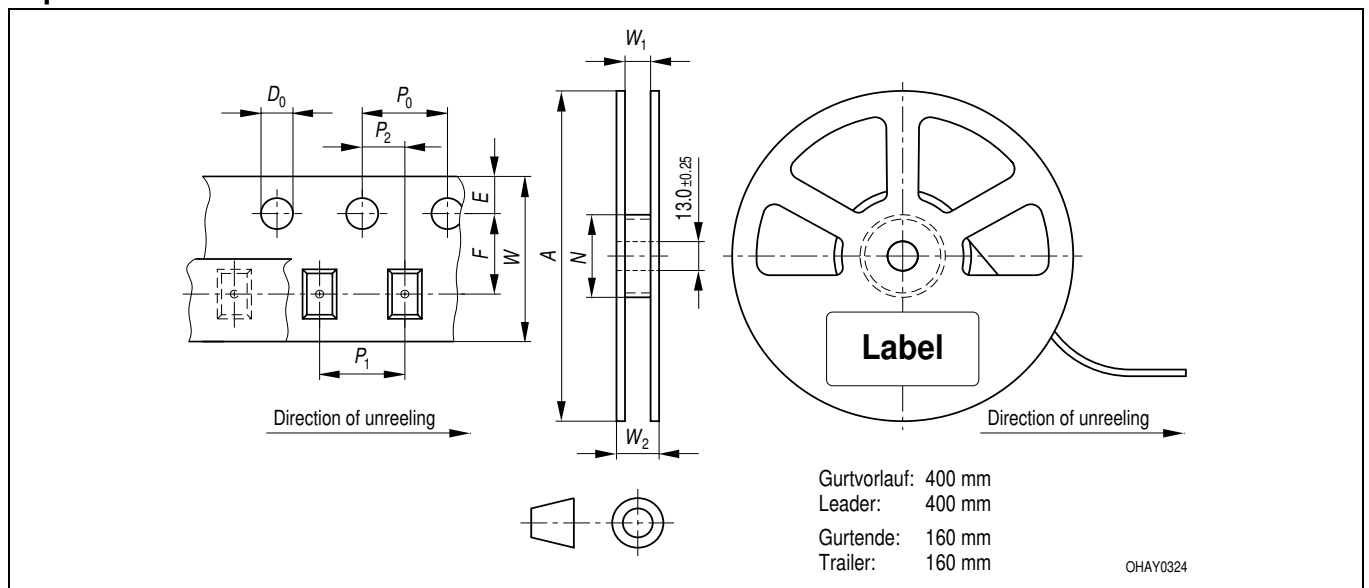 W₁
D₀
P₀
P₂
E
F
W
A
N
13.0 ±0.25
P₁
W₂
Label
Direction of unreeling
Direction of unreeling
Gurtvorlauf: 400 mm
Leader: 400 mm
Gurtende: 160 mm
Trailer: 160 mm
OHAY0324